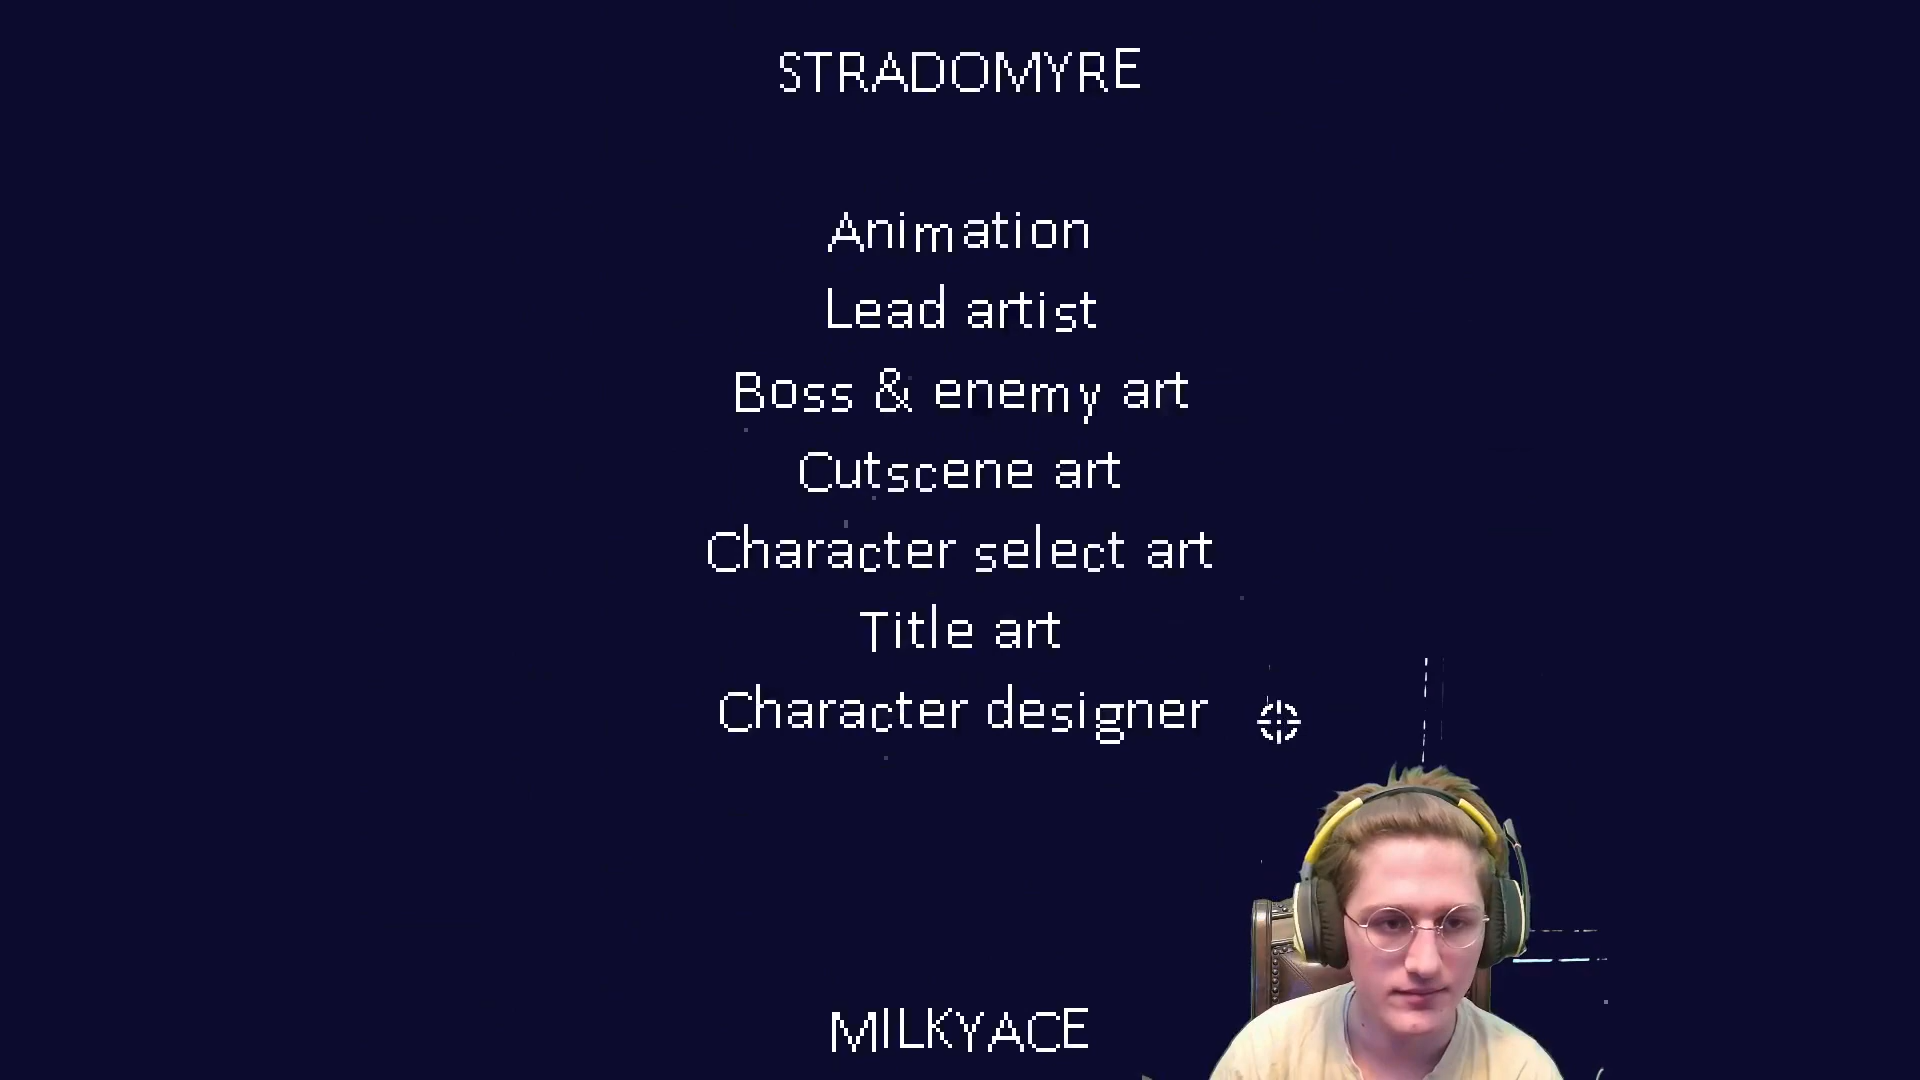 STRADOMYRE
Animation
Lead artist
Boss & enemy art
Cutscene art
Character select art
Title art
Character designer
MILKYACE